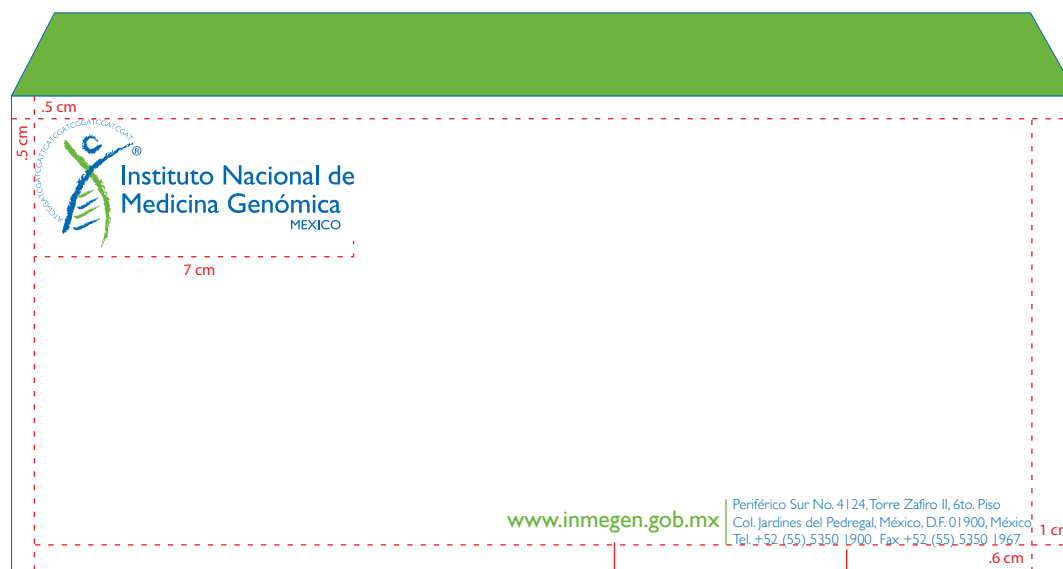 .5 cm
.5 cm
®
Instituto Nacional de
Medicina Genómica
MEXICO
7 cm
www.inmegen.gob.mx
Periférico Sur No. 4124, Torre Zafiro II, 6to. Piso
Col. Jardines del Pedregal, México, D.F. 01900, México
Tel. +52 (55) 5350 1900 Fax +52 (55) 5350 1967
1 cm
.6 cm